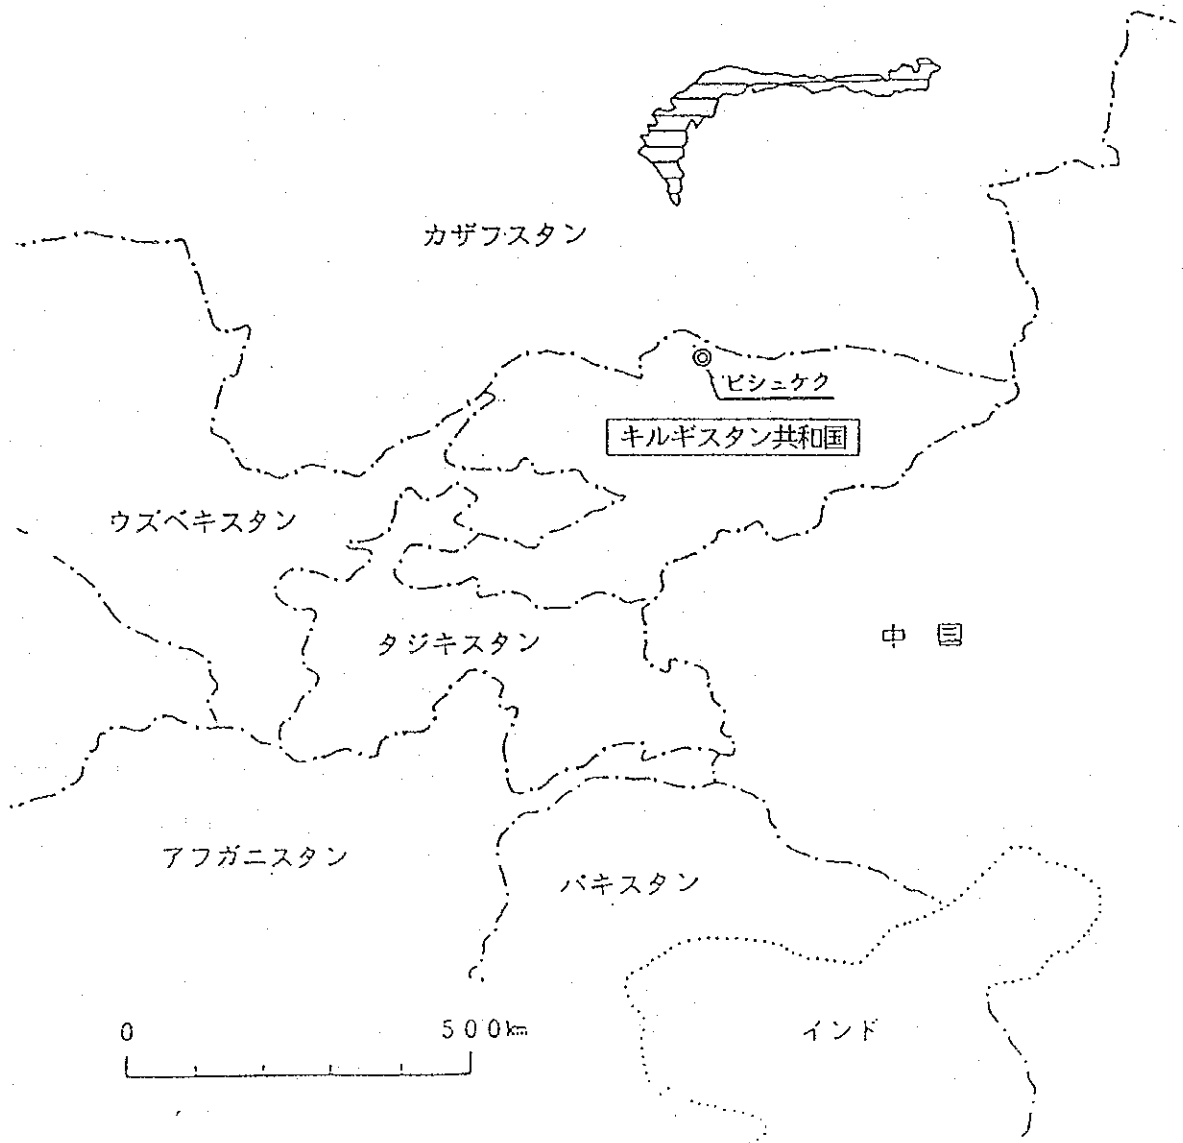 カザフスタン
ビシュケク
キルギスタン共和国
ウズベキスタン
タジキスタン
中国
アフガニスタン
パキスタン
インド
0 500km